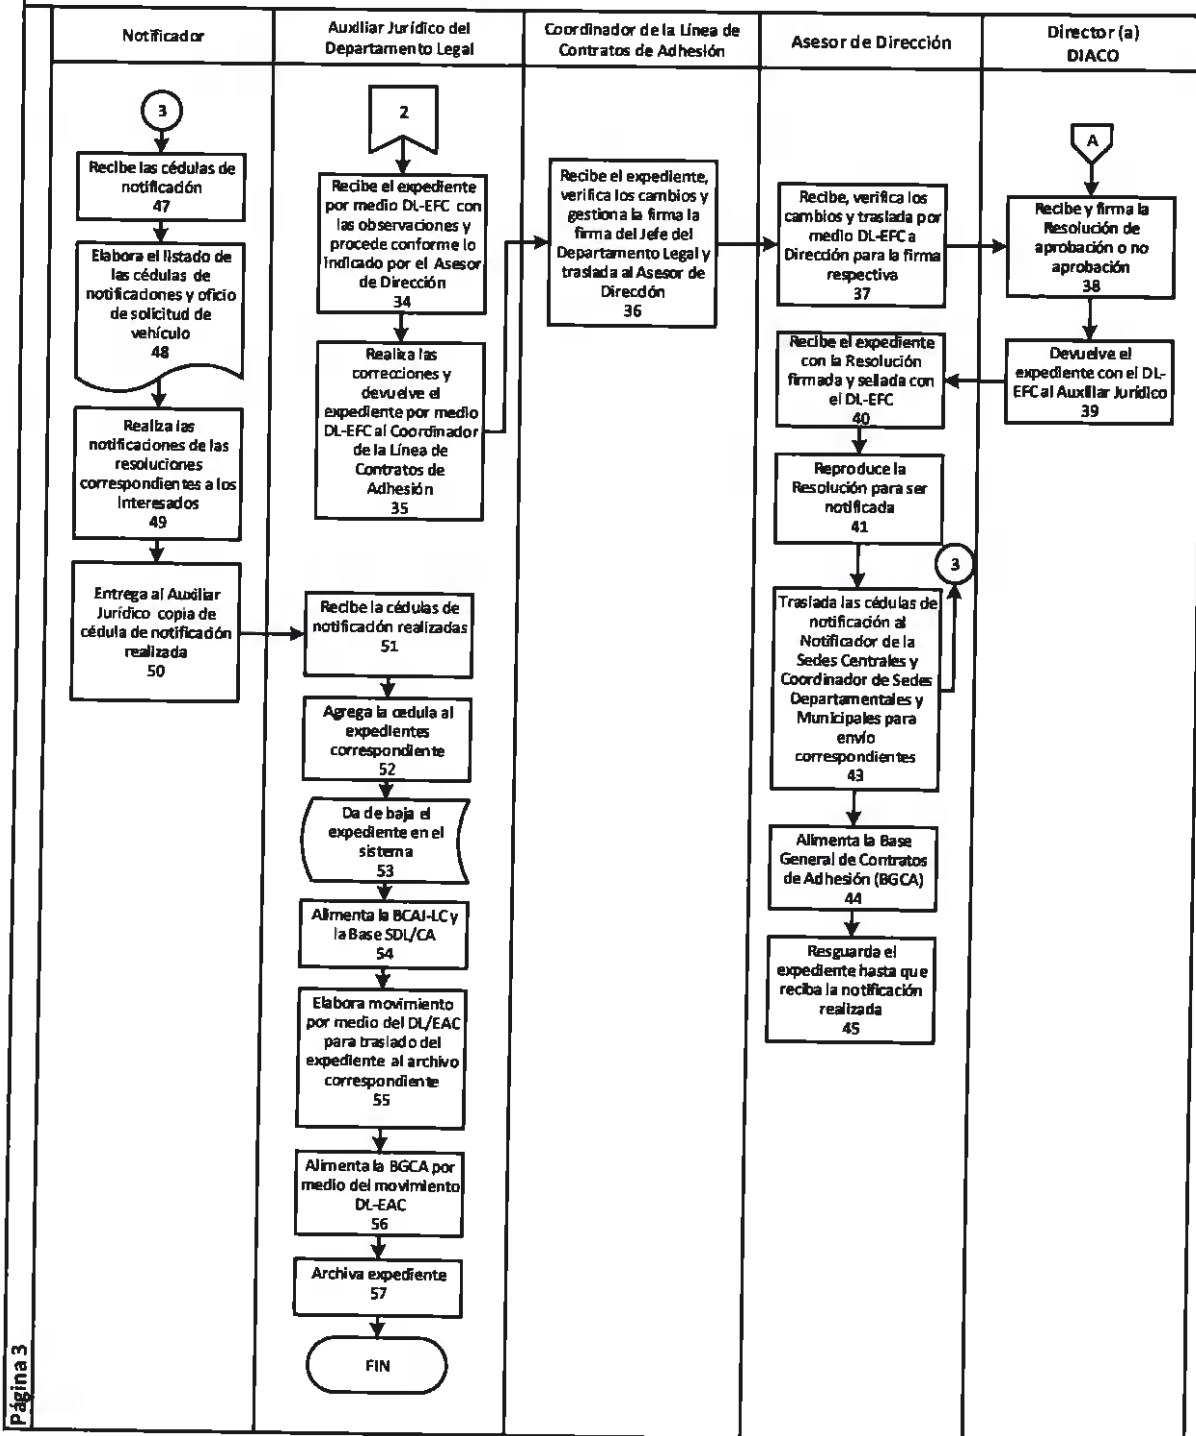 Notificador
Auxiliar Jurídico del
Departamento Legal
Coordinador de la Línea de
Contratos de Adhesión
Asesor de Dirección
Director (a)
DIACO
3
Recibe las cédulas de
notificación
47
Elabora el listado de
las cédulas de
notificaciones y oficio
de solicitud de
vehículo
48
Realiza las
notificaciones de las
resoluciones
correspondientes a los
Interesados
49
Entrega al Auxiliar
Jurídico copia de
cédula de notificación
realizada
50
2
Recibe el expediente
por medio DL-EFC con
las observaciones y
procede conforme lo
indicado por el Asesor
de Dirección
34
Realiza las
correcciones y
devuelve el
expediente por medio
DL-EFC al Coordinador
de la Línea de
Contratos de
Adhesión
35
Recibe la cédulas de
notificación realizadas
51
Agrega la cedula al
expedientes
correspondiente
52
Da de baja el
expediente en el
sistema
53
Alimenta la BCAJ-LC y
la Base SDL/CA
54
Elabora movimiento
por medio del DL/EAC
para traslado del
expediente al archivo
correspondiente
55
Alimenta la BGCA por
medio del movimiento
DL-EAC
56
Archiva expediente
57
FIN
Recibe el expediente,
verifica los cambios y
gestiona la firma la
firma del Jefe del
Departamento Legal y
traslada al Asesor de
Dirección
36
Recibe, verifica los
cambios y traslada por
medio DL-EFC a
Dirección para la firma
respectiva
37
Recibe el expediente
con la Resolución
firmada y sellada con
el DL-EFC
40
Reproduce la
Resolución para ser
notificada
41
3
Traslada las cédulas de
notificación al
Notificador de la
Sedes Centrales y
Coordinador de Sedes
Departamentales y
Municipales para
envío
correspondientes
43
Alimenta la Base
General de Contratos
de Adhesión (BGCA)
44
Resguarda el
expediente hasta que
reciba la notificación
realizada
45
A
Recibe y firma la
Resolución de
aprobación o no
aprobación
38
Devuelve el
expediente con el DL-
EFC al Auxiliar Jurídico
39
Página 3